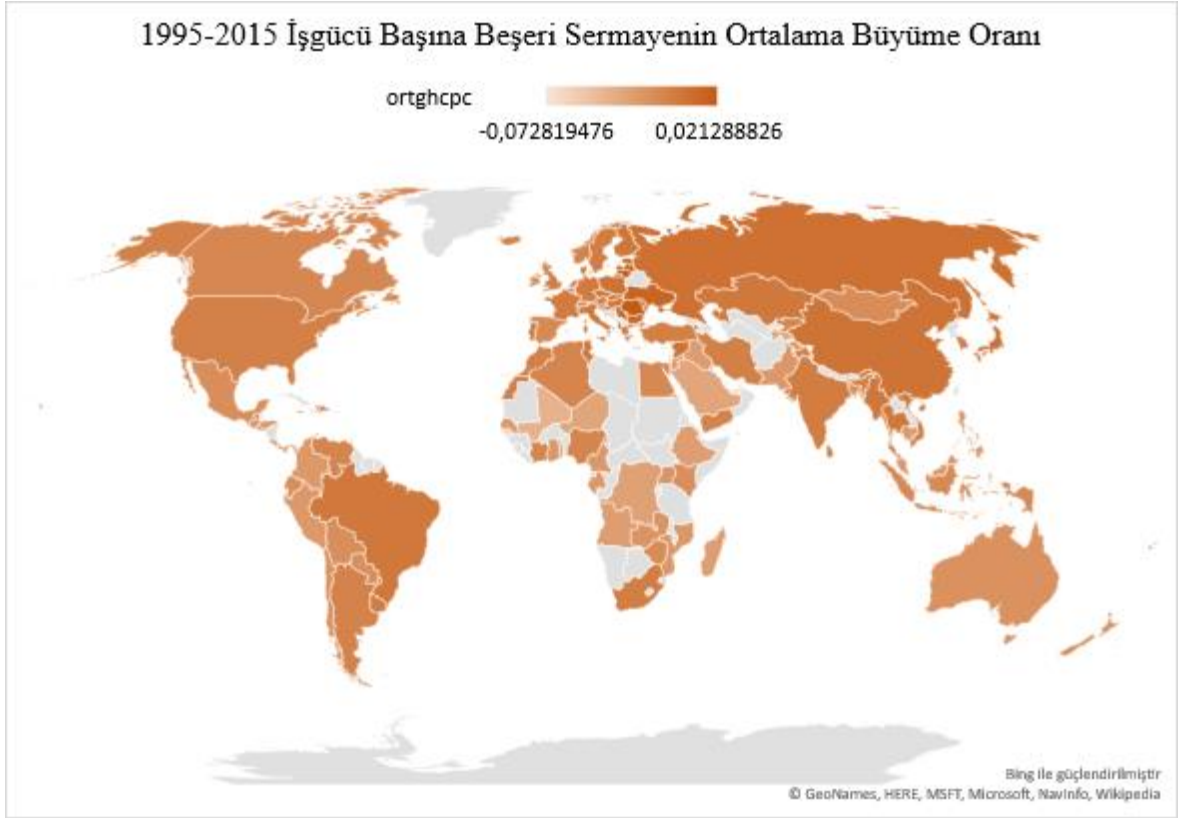 1995-2015 İşgücü Başına Beşeri Sermayenin Ortalama Büyüme Oranı
ortghcpc
-0,072819476 0,021288826
Bing ile güçlendirilmiştir
© GeoNames, HERE, MSFT, Microsoft, NavInfo, Wikipedia